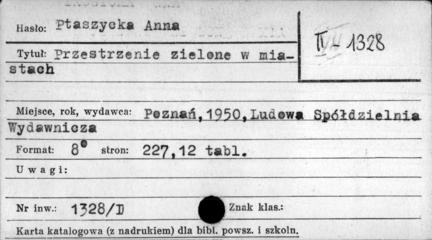 Hasło: Ptaszycka Anna
IV-1328
Tytuł: Przestrzenie zielone w mia-
stach
Miejsce, rok, wydawca: Poznań,1950,Ludowa Spółdzielnia
Wydawnicza
Format: 8° stron: 227,12 tabl.
Uwagi:
Nr inw.: 1328/D Znak klas.:
Karta katalogowa (z nadrukiem) dla bibl. powsz. i szkoln.